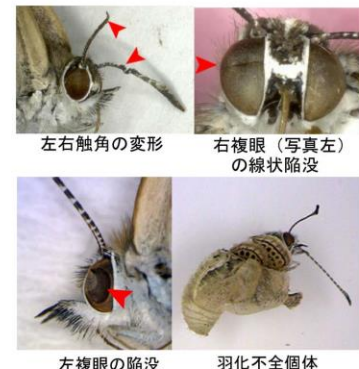 左右触角の変形
右複眼（写真左）
の線状陥没
左複眼の陥没
羽化不全個体